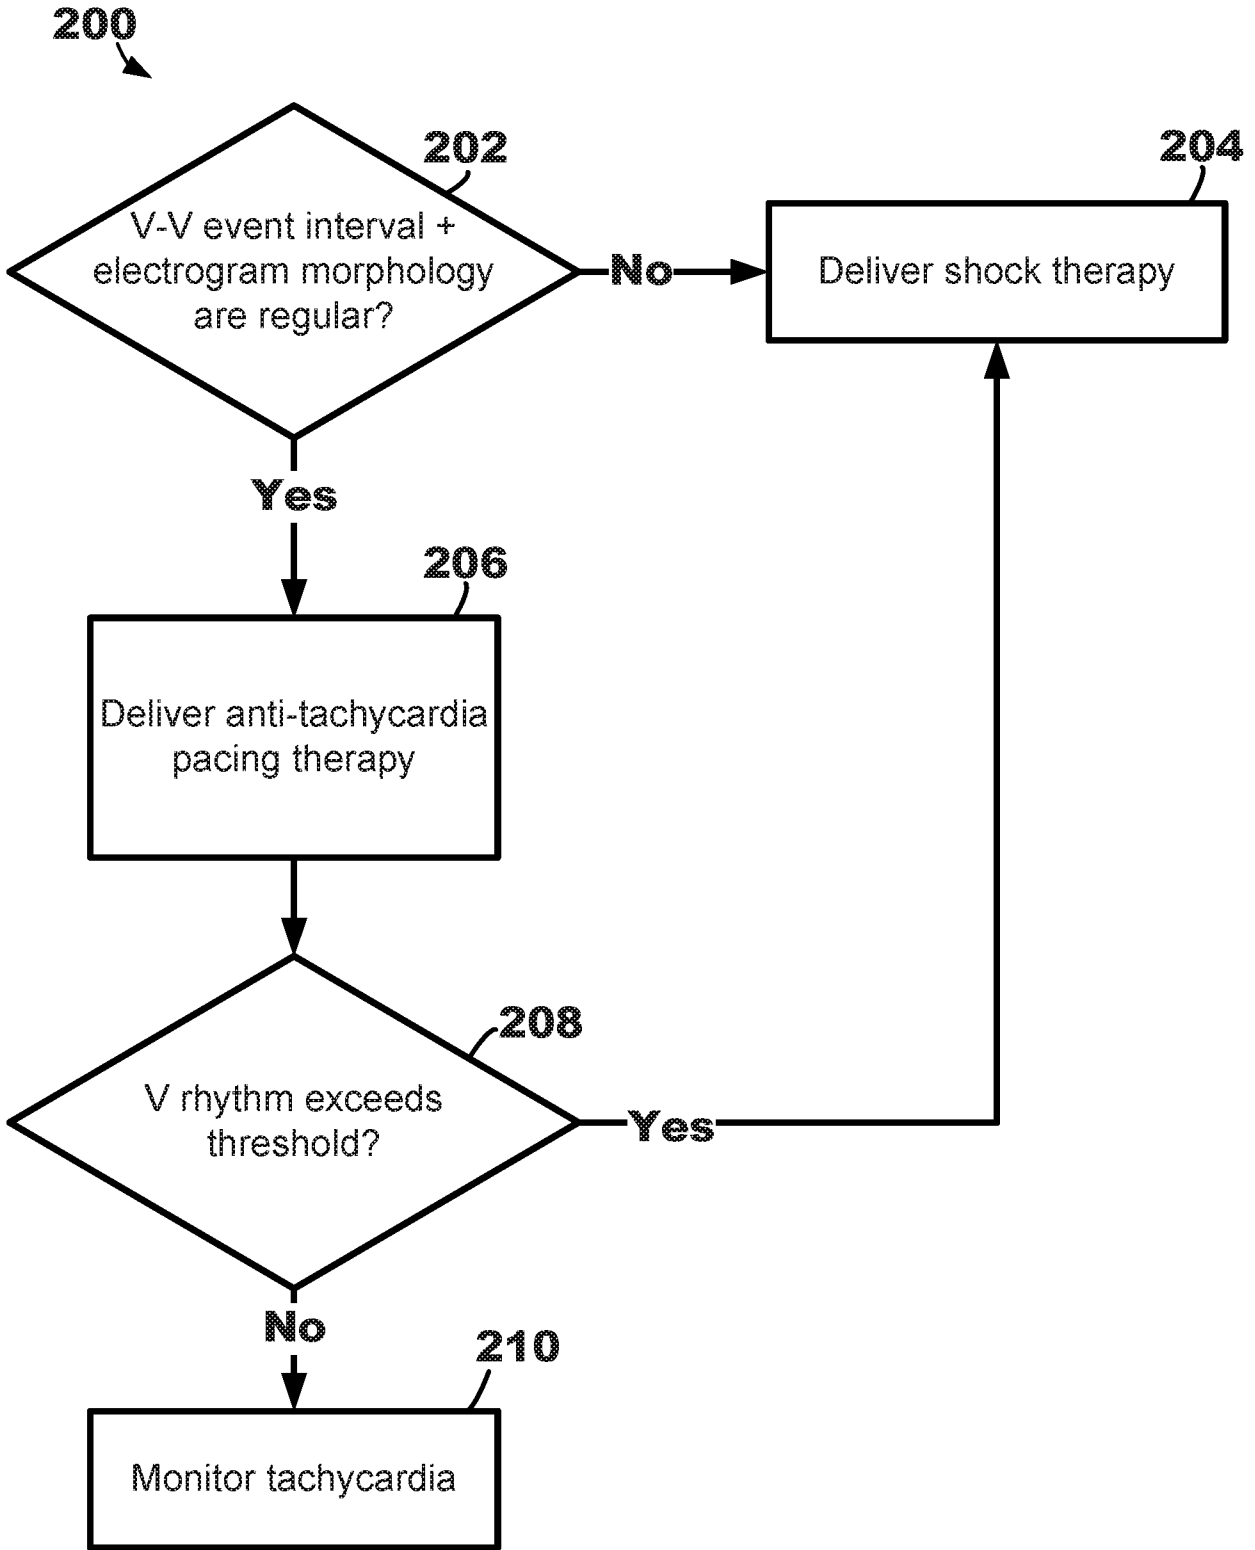 200
202
V-V event interval +
electrogram morphology
are regular?
No
204
Deliver shock therapy
Yes
206
Deliver anti-tachycardia
pacing therapy
208
V rhythm exceeds
threshold?
Yes
No
210
Monitor tachycardia